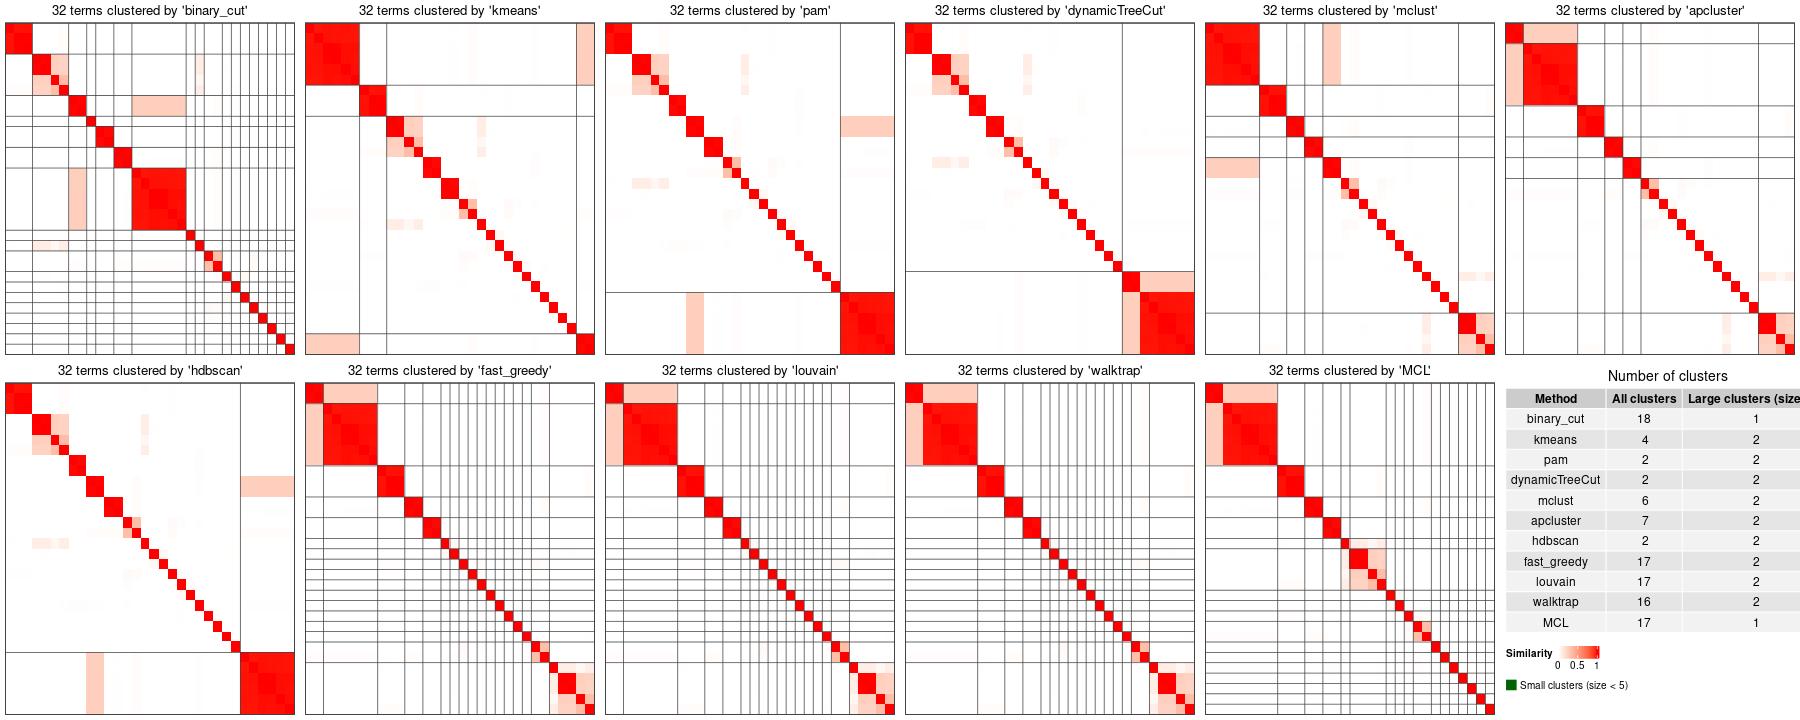 32 terms clustered by 'binary_cut'
32 terms clustered by 'kmeans'
32 terms clustered by 'pam'
32 terms clustered by 'dynamicTreeCut'
32 terms clustered by 'mclust'
32 terms clustered by 'apcluster'
32 terms clustered by 'hdbscan'
32 terms clustered by 'fast_greedy'
32 terms clustered by 'louvain'
32 terms clustered by 'walktrap'
32 terms clustered by 'MCL'
Number of clusters
Method All clusters Large clusters (size
binary_cut 18 1
kmeans 4 2
pam 2 2
dynamicTreeCut 2 2
mclust 6 2
apcluster 7 2
hdbscan 2 2
fast_greedy 17 2
louvain 17 2
walktrap 16 2
MCL 17 1
Similarity
0 0.5 1
Small clusters (size < 5)